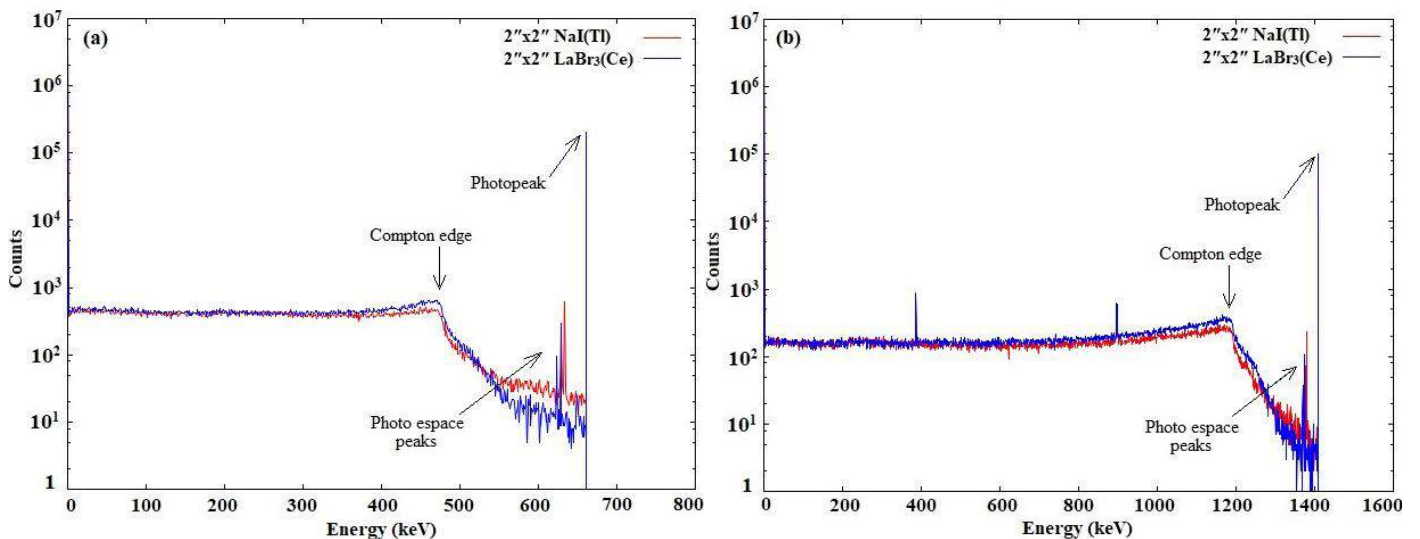 (a)
2″x2″ NaI(Tl)
2″x2″ LaBr₃(Ce)
10⁷
10⁶
10⁵
10⁴
10³
10²
10¹
1
Counts
Photopeak
Compton edge
Photo espace
peaks
0 100 200 300 400 500 600 700 800
Energy (keV)
(b)
2″x2″ NaI(Tl)
2″x2″ LaBr₃(Ce)
10⁷
10⁶
10⁵
10⁴
10³
10²
10¹
1
Counts
Photopeak
Compton edge
Photo espace
peaks
0 200 400 600 800 1000 1200 1400 1600
Energy (keV)